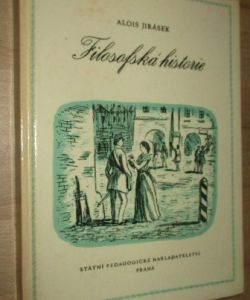 ALOIS JIRÁSEK
Filosofská historie
STÁTNÍ PEDAGOGICKÉ NAKLADATELSTVÍ
PRAHA